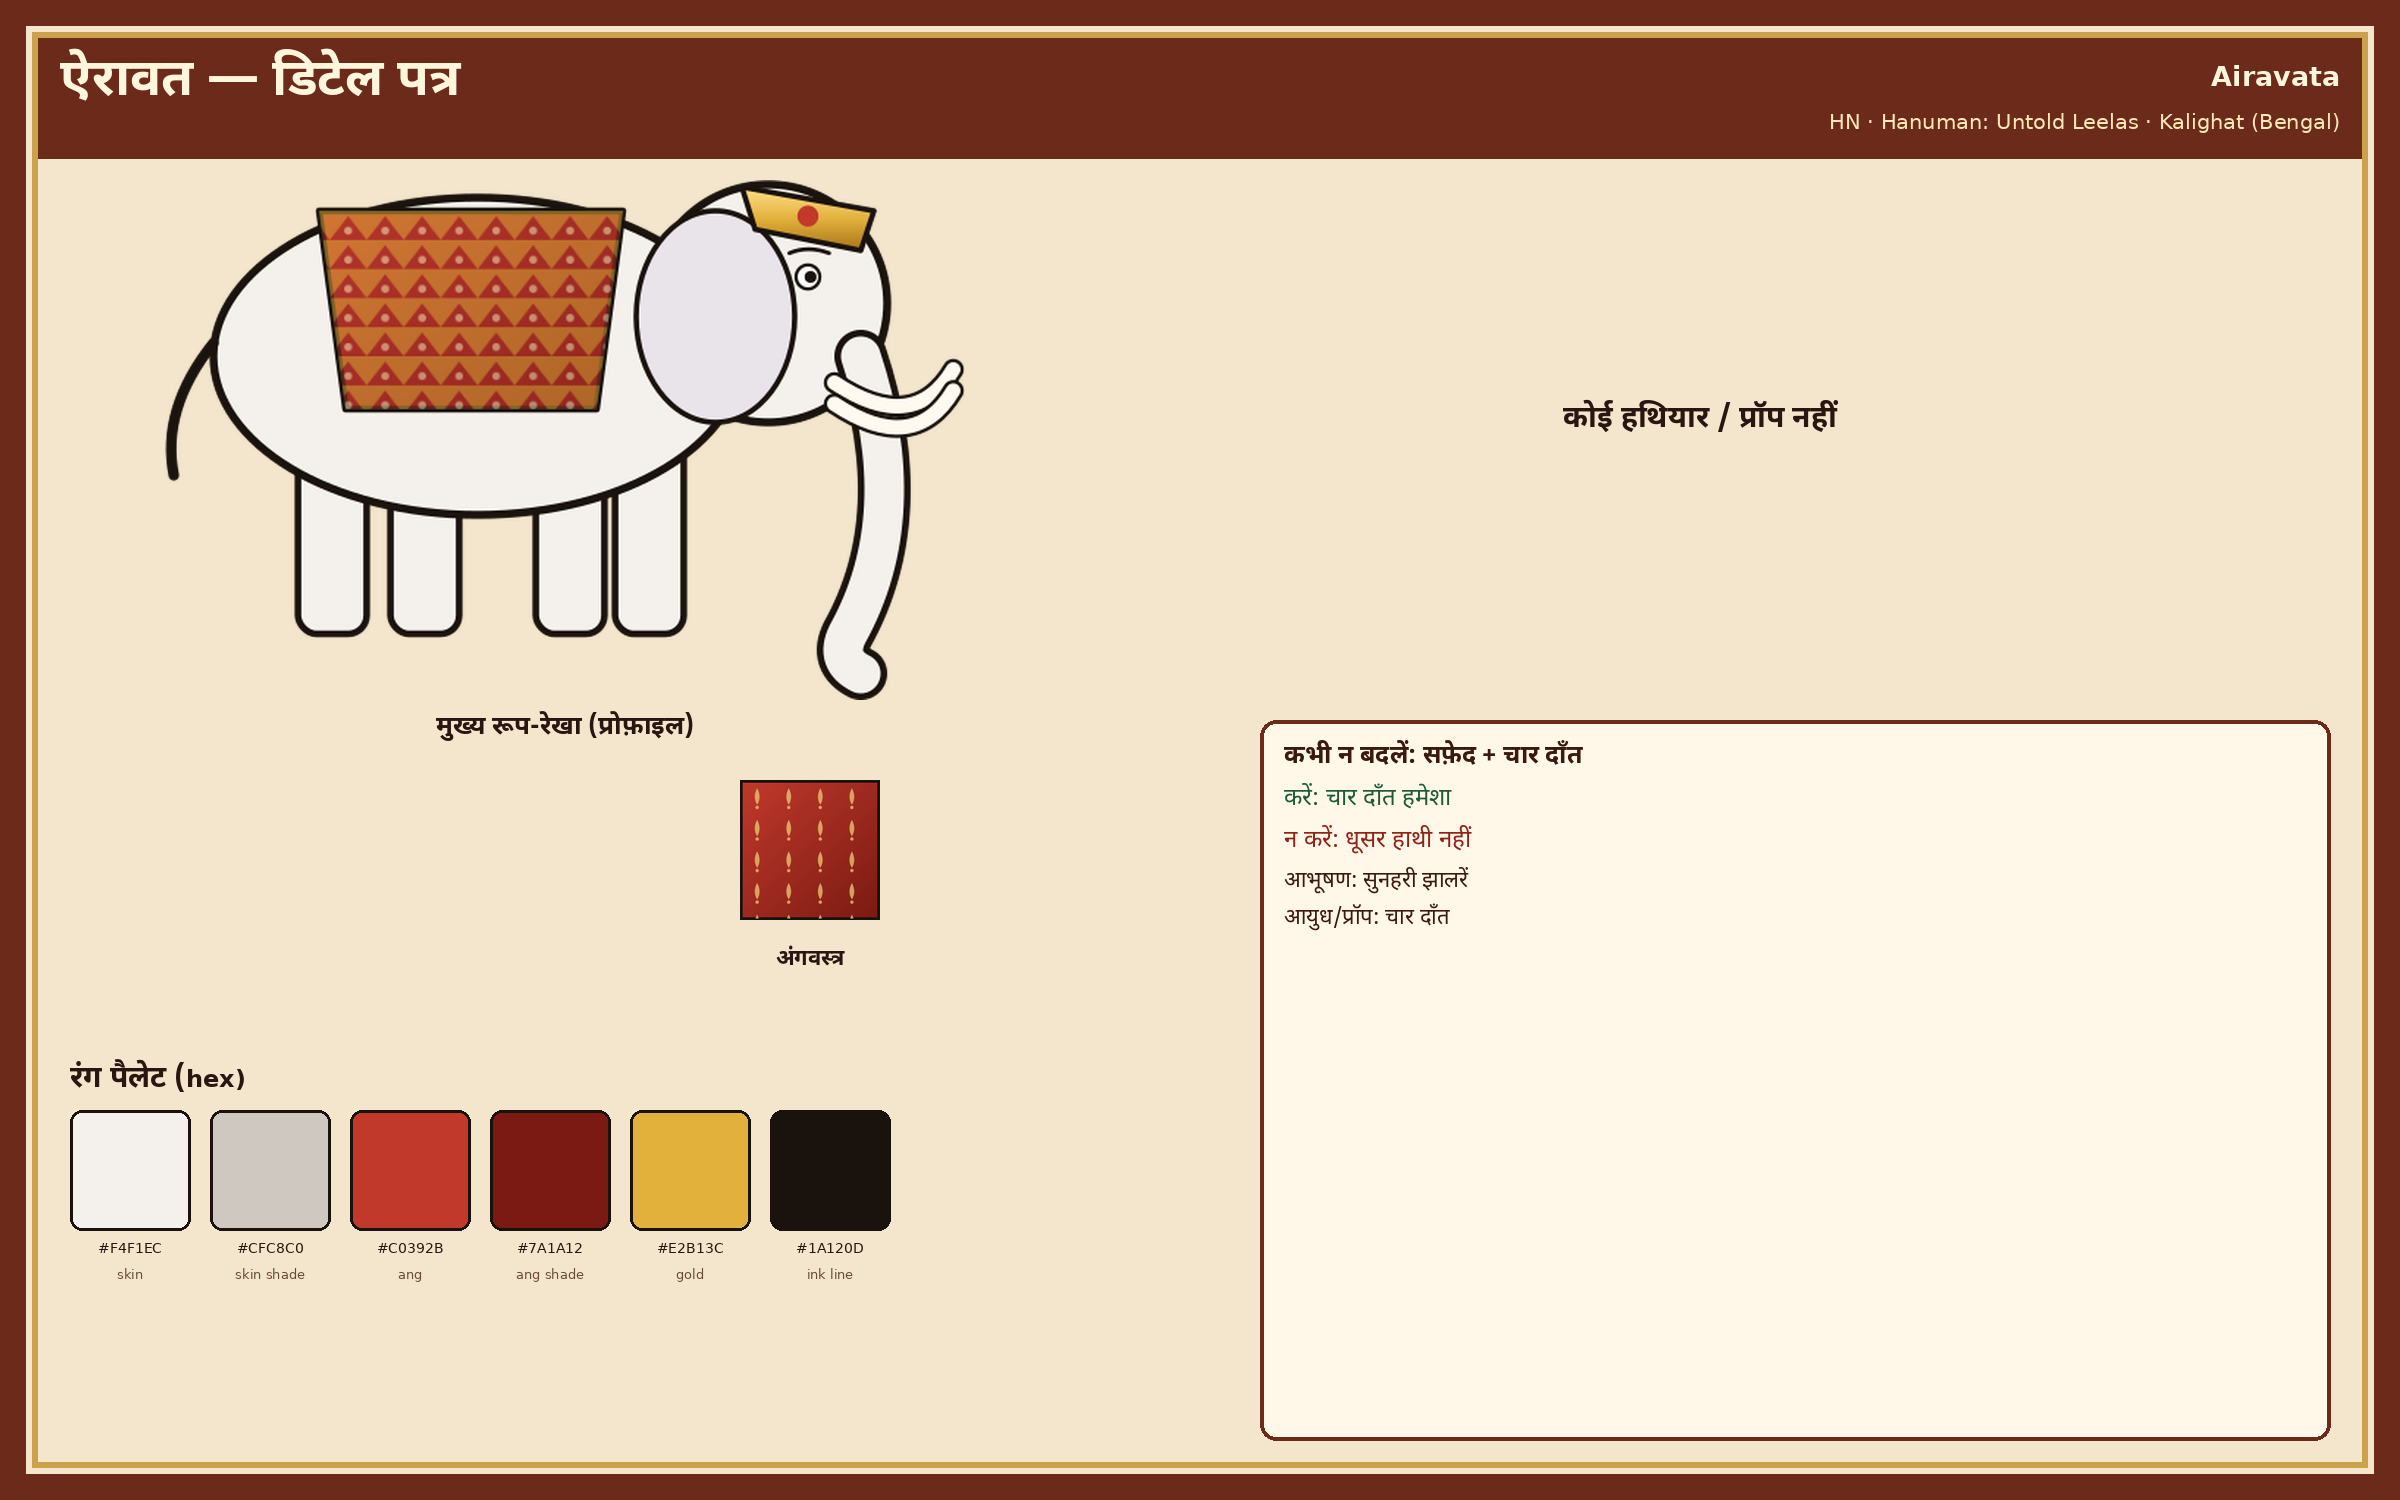 ऐरावत — डिटेल पत्र
Airavata
HN · Hanuman: Untold Leelas · Kalighat (Bengal)
कोई हथियार / प्रॉप नहीं
मुख्य रूप-रेखा (प्रोफ़ाइल)
अंगवस्त्र
कभी न बदलें: सफ़ेद + चार दाँत
करें: चार दाँत हमेशा
न करें: धूसर हाथी नहीं
आभूषण: सुनहरी झालरें
आयुध/प्रॉप: चार दाँत
रंग पैलेट (hex)
#F4F1EC #CFC8C0 #C0392B #7A1A12 #E2B13C #1A120D
skin skin shade ang ang shade gold ink line